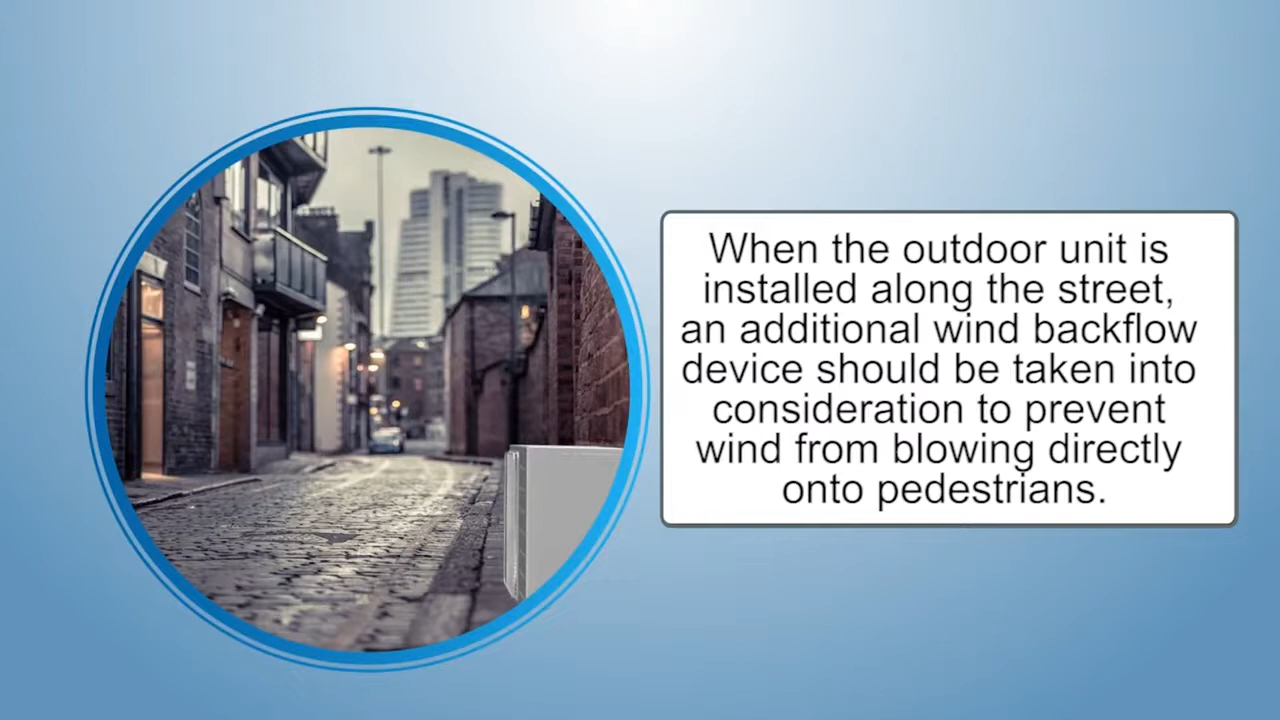 When the outdoor unit is
installed along the street,
an additional wind backflow
device should be taken into
consideration to prevent
wind from blowing directly
onto pedestrians.